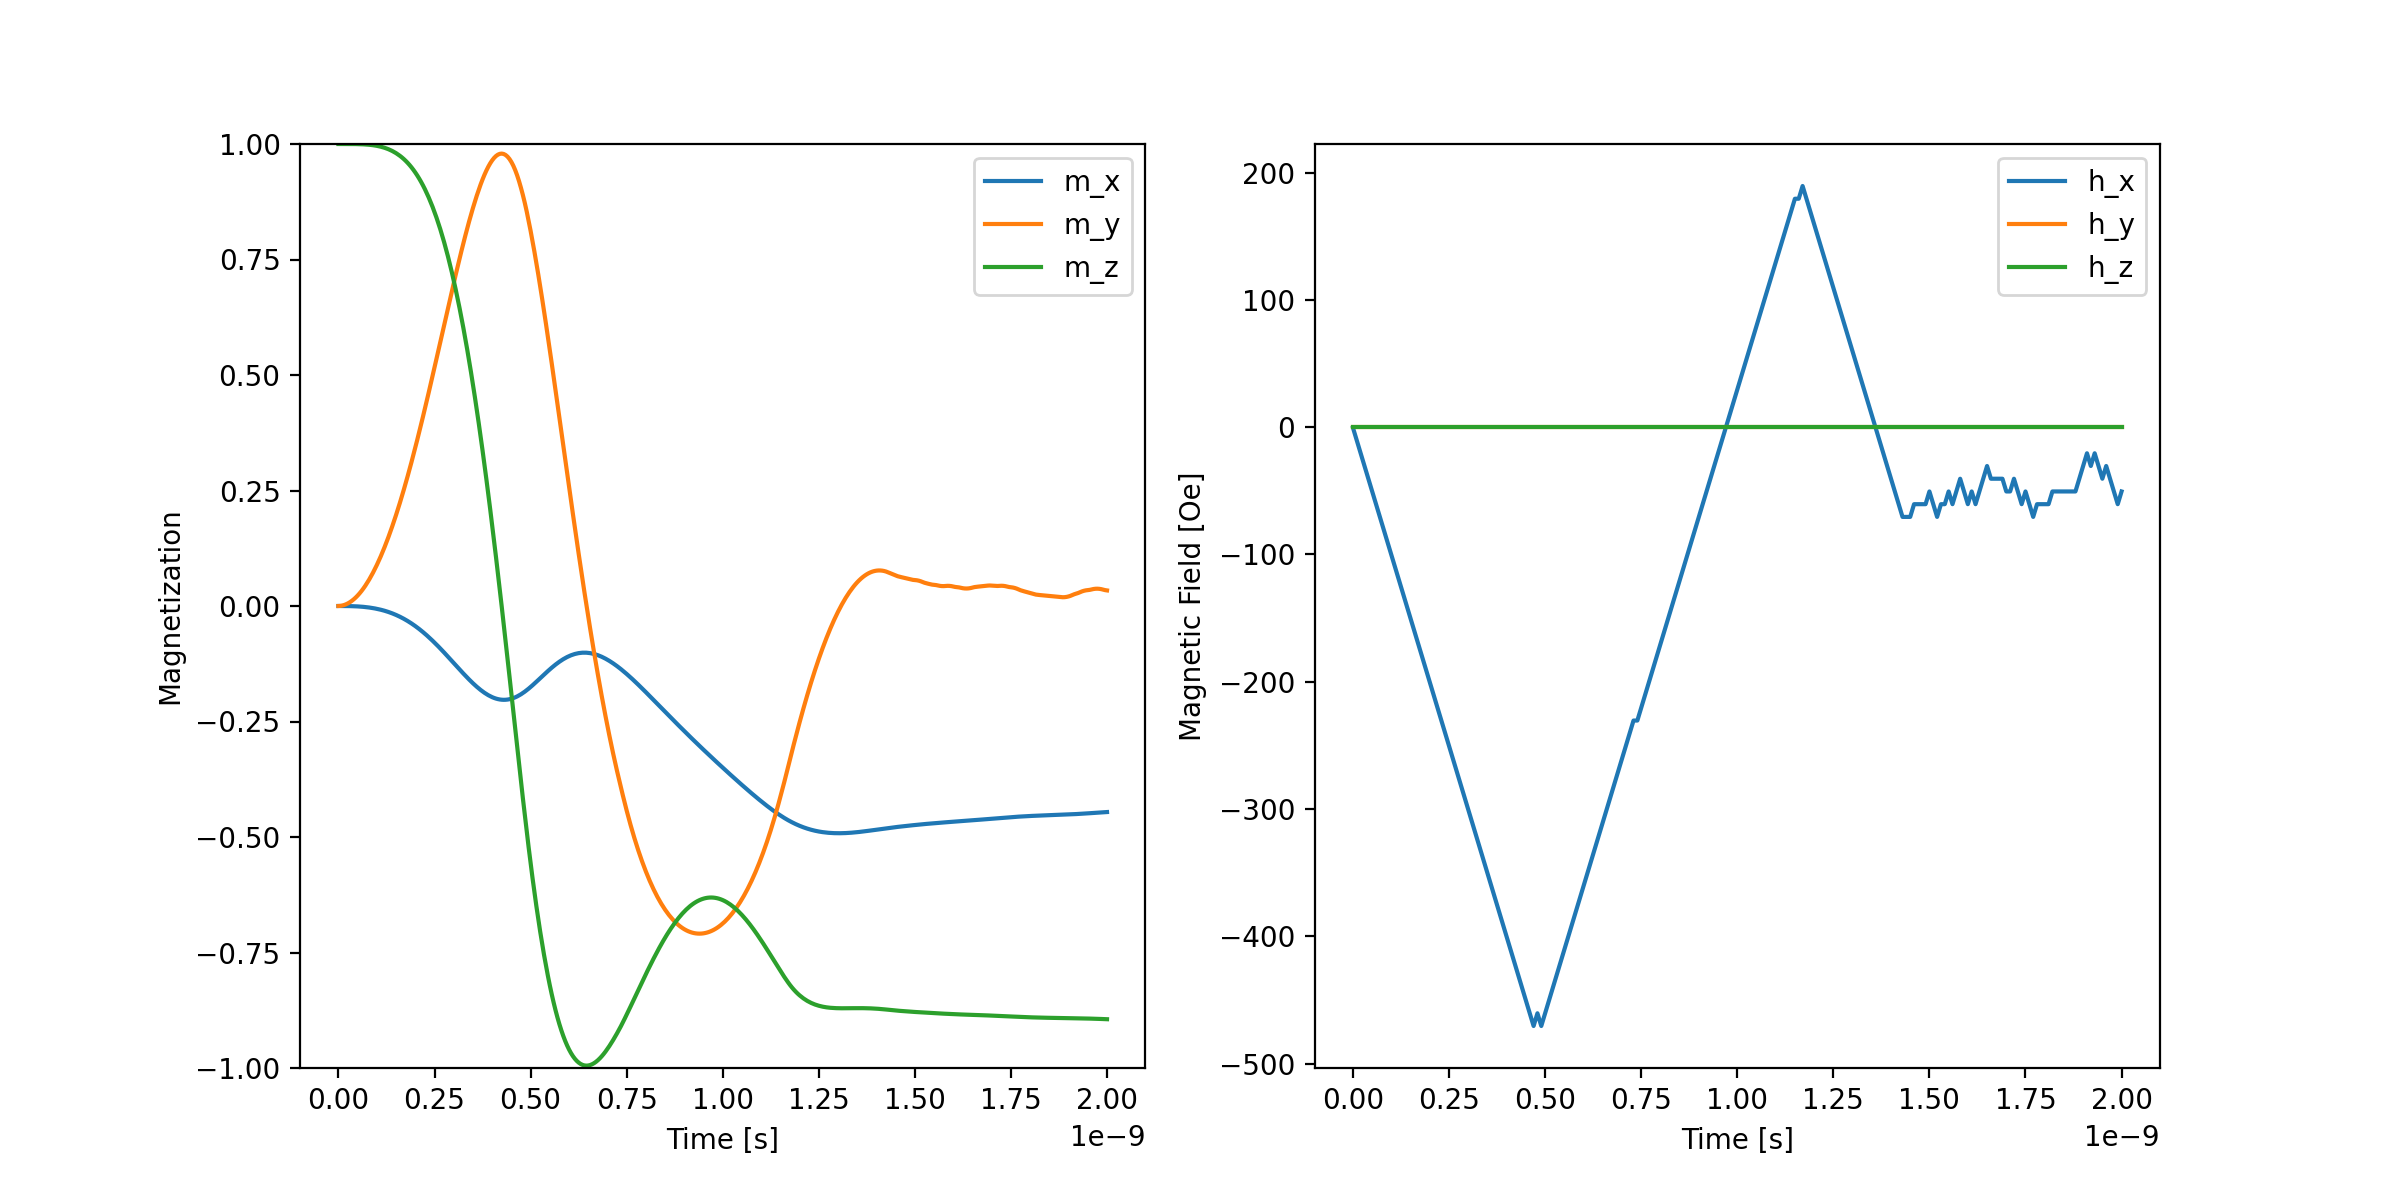 1.00
0.75
0.50
0.25
0.00
−0.25
−0.50
−0.75
−1.00
Magnetization
m_x
m_y
m_z
0.00 0.25 0.50 0.75 1.00 1.25 1.50 1.75 2.00
Time [s]
1e−9
200
100
0
−100
−200
−300
−400
−500
Magnetic Field [Oe]
h_x
h_y
h_z
0.00 0.25 0.50 0.75 1.00 1.25 1.50 1.75 2.00
Time [s]
1e−9